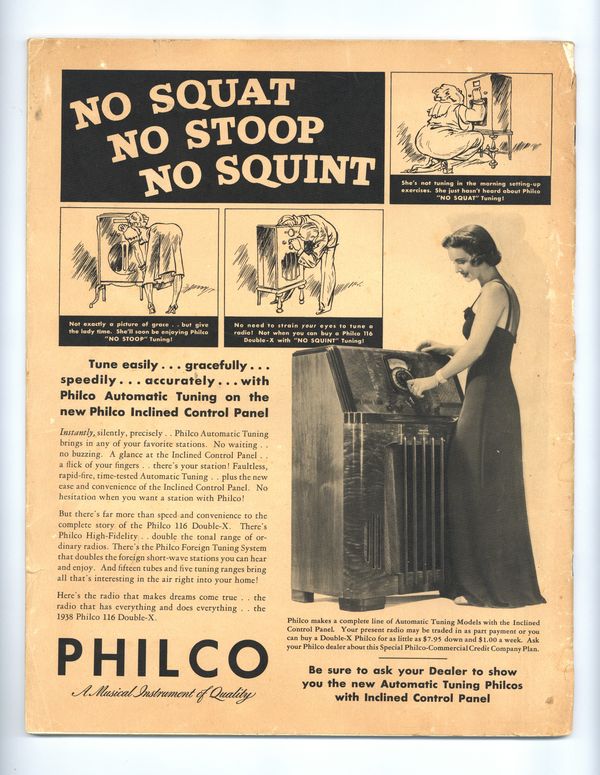 NO SQUAT
NO STOOP
NO SQUINT
She's not tuning in the morning setting-up
exercises. She just hasn't heard about Philco
"NO SQUAT" Tuning!
Not exactly a picture of grace . . but give
the lady time. She'll soon be enjoying Philco
"NO STOOP" Tuning!
No need to strain your eyes to tune a
radio! Not when you can buy a Philco 116
Double-X with "NO SQUINT" Tuning!
Tune easily . . . gracefully . . .
speedily . . . accurately . . . with
Philco Automatic Tuning on the
new Philco Inclined Control Panel
Instantly, silently, precisely . . Philco Automatic Tuning
brings in any of your favorite stations. No waiting . .
no buzzing. A glance at the Inclined Control Panel . .
a flick of your fingers . . there's your station! Faultless,
rapid-fire, time-tested Automatic Tuning . . plus the new
ease and convenience of the Inclined Control Panel. No
hesitation when you want a station with Philco!
But there's far more than speed and convenience to the
complete story of the Philco 116 Double-X. There's
Philco High-Fidelity . . double the tonal range of or-
dinary radios. There's the Philco Foreign Tuning System
that doubles the foreign short-wave stations you can hear
and enjoy. And fifteen tubes and five tuning ranges bring
all that's interesting in the air right into your home!
Here's the radio that makes dreams come true . . the
radio that has everything and does everything . . the
1938 Philco 116 Double-X.
PHILCO
A Musical Instrument of Quality
Philco makes a complete line of Automatic Tuning Models with the Inclined
Control Panel. Your present radio may be traded in as part payment or you
can buy a Double-X Philco for as little as $7.95 down and $1.00 a week. Ask
your Philco dealer about this Special Philco-Commercial Credit Company Plan.
Be sure to ask your Dealer to show
you the new Automatic Tuning Philcos
with Inclined Control Panel